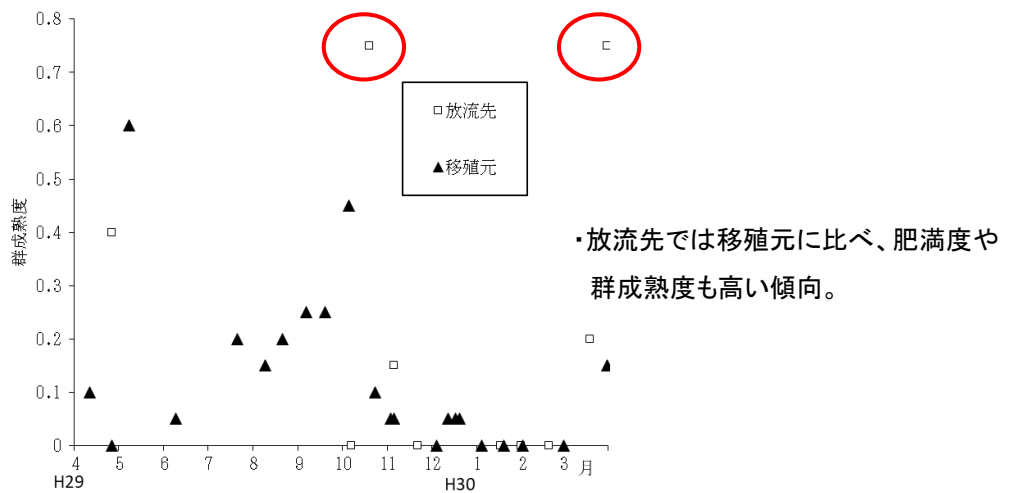 0.8
0.7
0.6
0.5
0.4
0.3
0.2
0.1
0
群成熟度
□放流先
▲移殖元
・放流先では移殖元に比べ、肥満度や
群成熟度も高い傾向。
4 5 6 7 8 9 10 11 12 1 2 3 月
H29 H30